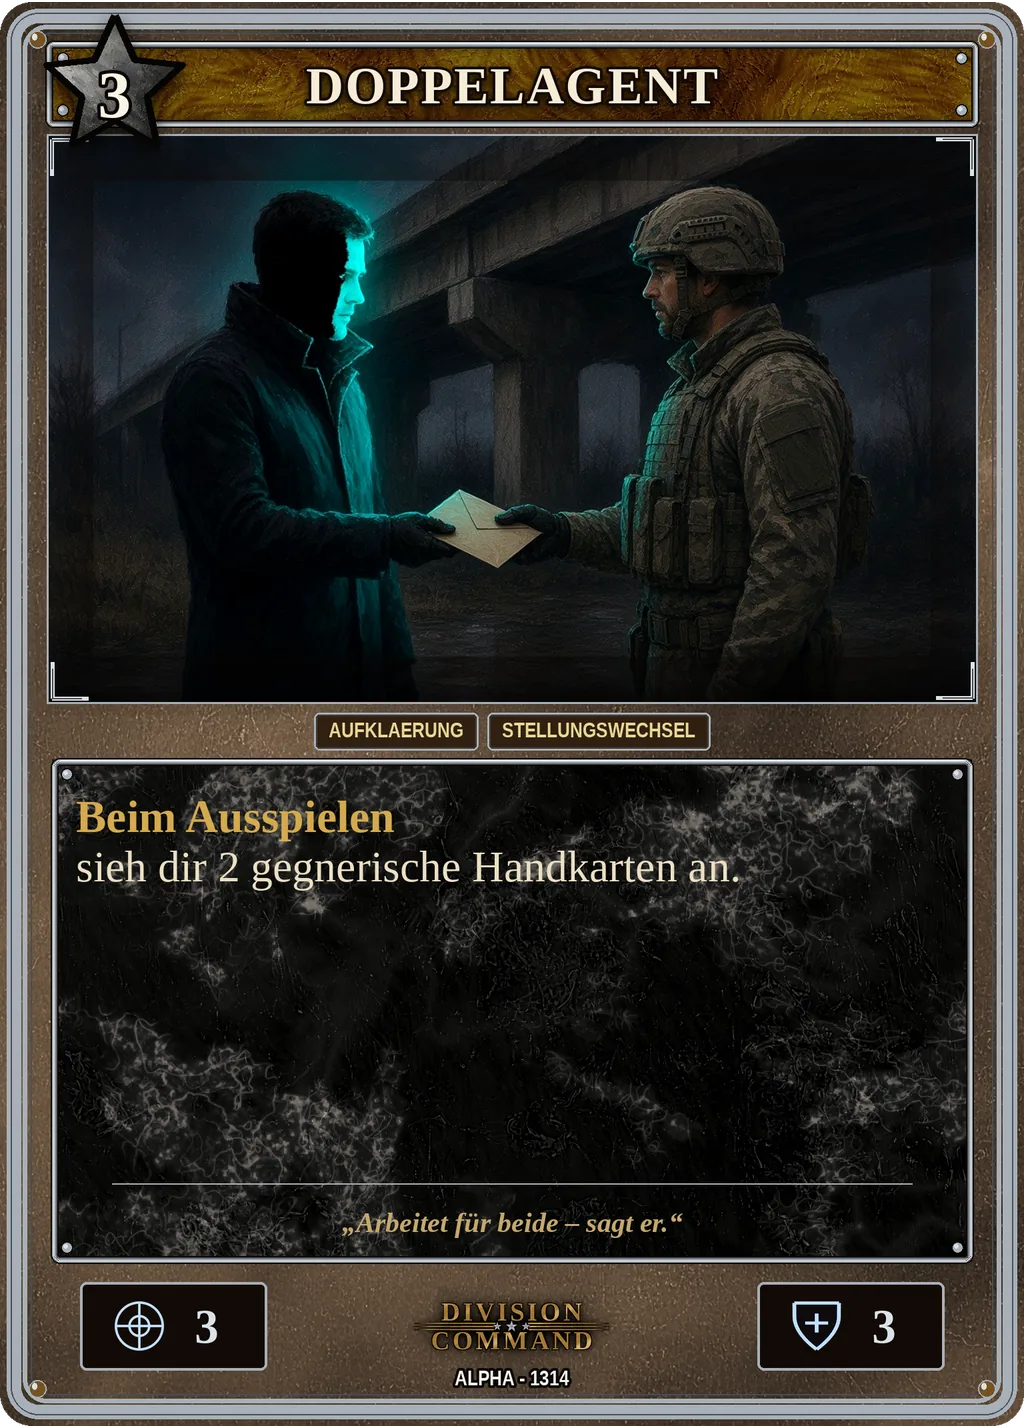 3
DOPPELAGENT
AUFKLAERUNG
STELLUNGSWECHSEL
Beim Ausspielen
sieh dir 2 gegnerische Handkarten an.
„Arbeitet für beide – sagt er.“
3
DIVISION
COMMAND
3
ALPHA - 1314